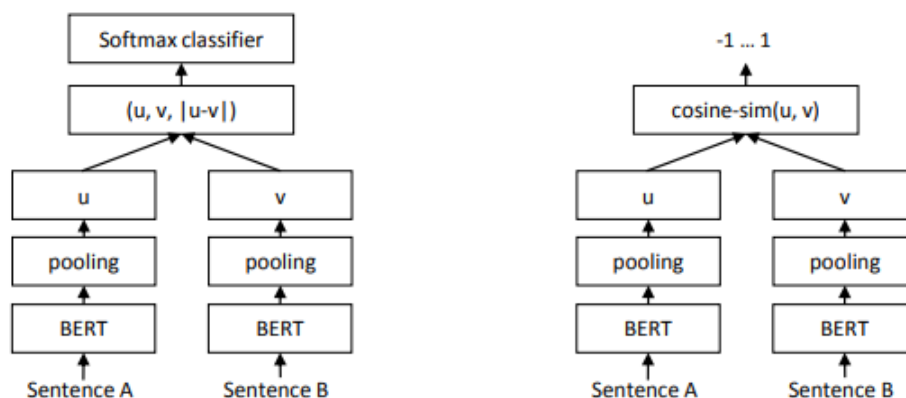 Softmax classifier
(u, v, |u-v|)
u
v
pooling
pooling
BERT
BERT
Sentence A
Sentence B
-1 … 1
cosine-sim(u, v)
u
v
pooling
pooling
BERT
BERT
Sentence A
Sentence B